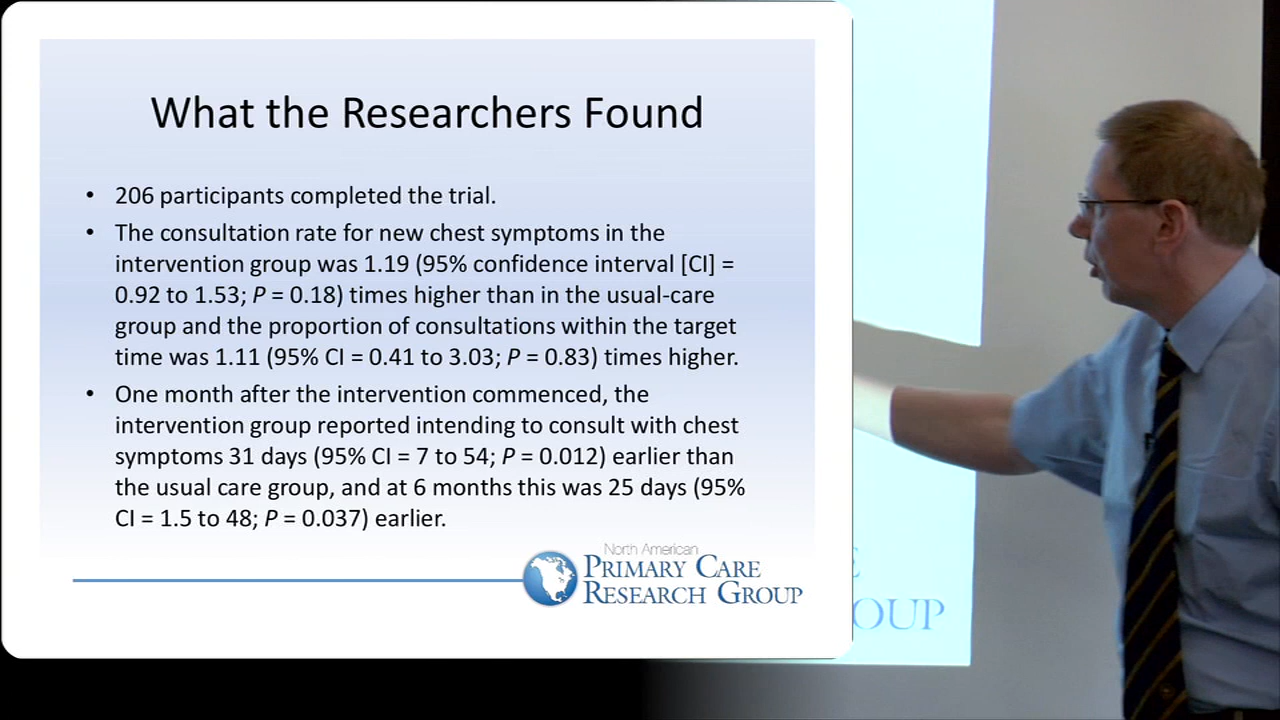 What the Researchers Found
• 206 participants completed the trial.
• The consultation rate for new chest symptoms in the
intervention group was 1.19 (95% confidence interval [CI] =
0.92 to 1.53; P = 0.18) times higher than in the usual-care
group and the proportion of consultations within the target
time was 1.11 (95% CI = 0.41 to 3.03; P = 0.83) times higher.
• One month after the intervention commenced, the
intervention group reported intending to consult with chest
symptoms 31 days (95% CI = 7 to 54; P = 0.012) earlier than
the usual care group, and at 6 months this was 25 days (95%
CI = 1.5 to 48; P = 0.037) earlier.
North American
PRIMARY CARE
RESEARCH GROUP
E
OUP